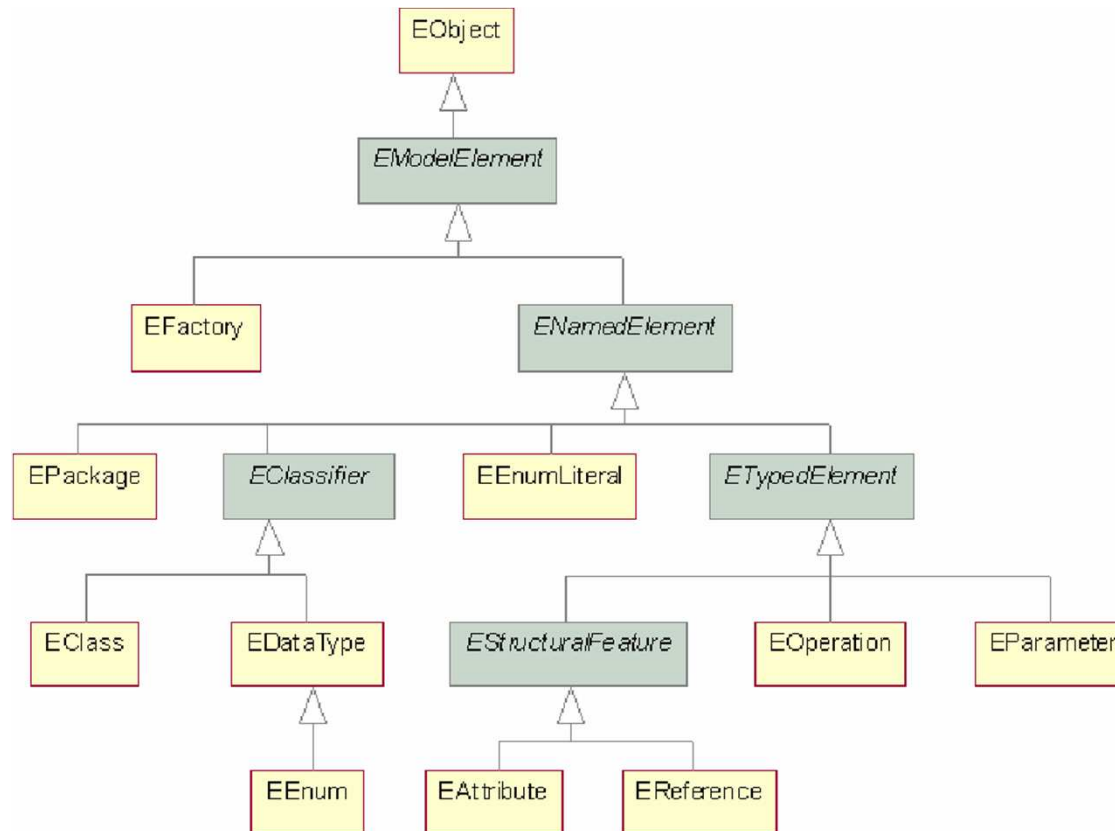 EObject
EModelElement
EFactory
ENamedElement
EPackage
EClassifier
EEnumLiteral
ETypedElement
EClass
EDataType
EStructuralFeature
EOperation
EParameter
EEnum
EAttribute
EReference